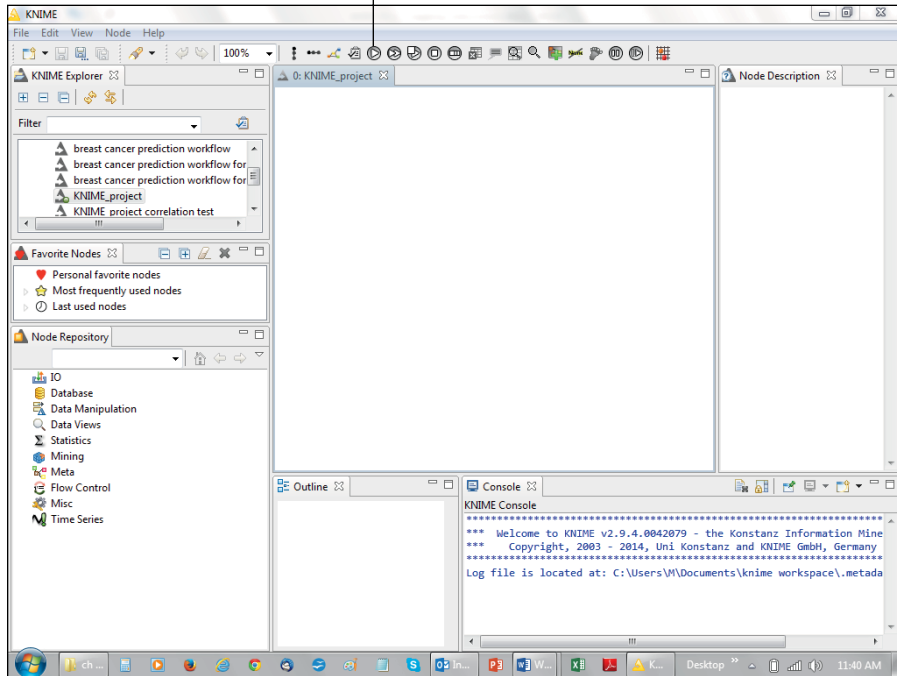 KNIME
File Edit View Node Help
100%
KNIME Explorer
Filter
breast cancer prediction workflow
breast cancer prediction workflow for
breast cancer prediction workflow for
KNIME_project
KNIME project correlation test
Favorite Nodes
Personal favorite nodes
Most frequently used nodes
Last used nodes
Node Repository
IO
Database
Data Manipulation
Data Views
Statistics
Mining
Meta
Flow Control
Misc
Time Series
0: KNIME_project
Node Description
Outline
Console
KNIME Console
***********************************************************************
*** Welcome to KNIME v2.9.4.0042079 - the Konstanz Information Mine
*** Copyright, 2003 - 2014, Uni Konstanz and KNIME GmbH, Germany
***********************************************************************
Log file is located at: C:\Users\M\Documents\knime workspace\.metada
ch ...
In...
W...
K...
Desktop
11:40 AM